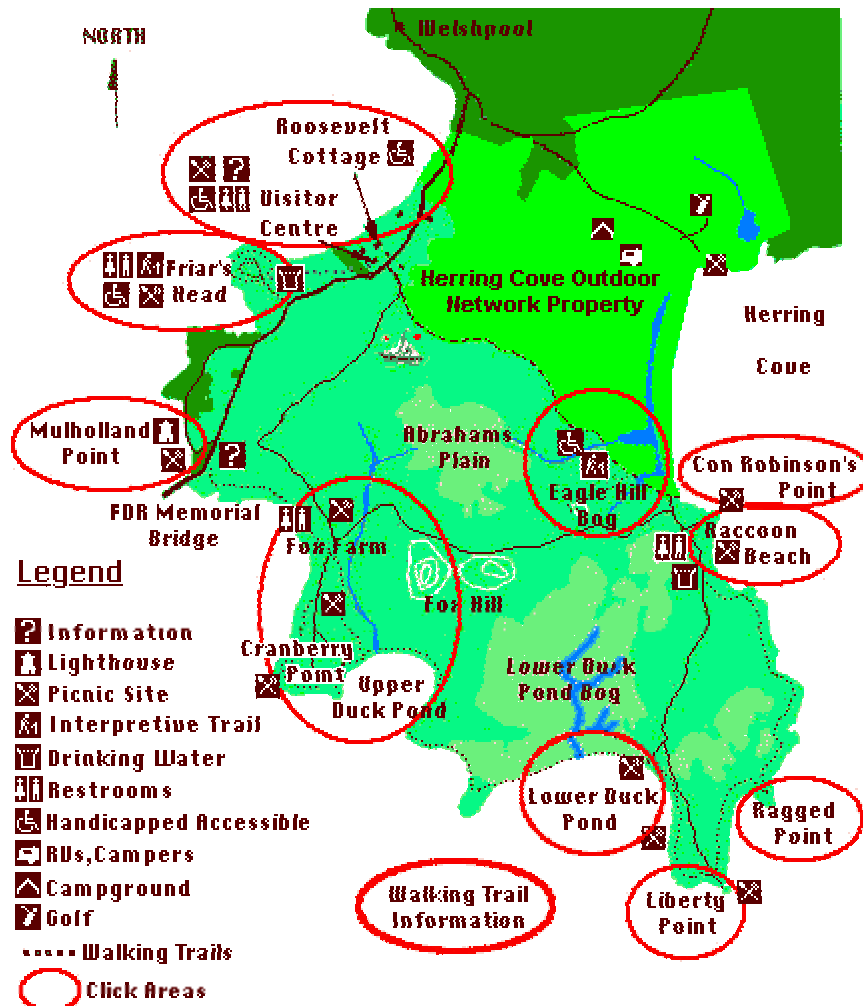 NORTH
Welshpool
Roosevelt
Cottage
Visitor
Centre
Friar's
Head
Herring Cove Outdoor
Network Property
Herring
Cove
Mulholland
Point
Abrahams
Plain
Eagle Hill
Bog
Con Robinson's
Point
FDR Memorial
Bridge
Fox Farm
Raccoon
Beach
Fox Hill
Cranberry
Point
Upper
Duck Pond
Lower Duck
Pond Bog
Lower Duck
Pond
Ragged
Point
Liberty
Point
Walking Trail
Information
Legend
? Information
Lighthouse
Picnic Site
Interpretive Trail
Drinking Water
Restrooms
Handicapped Accessible
RVs,Campers
Campground
Golf
Walking Trails
Click Areas